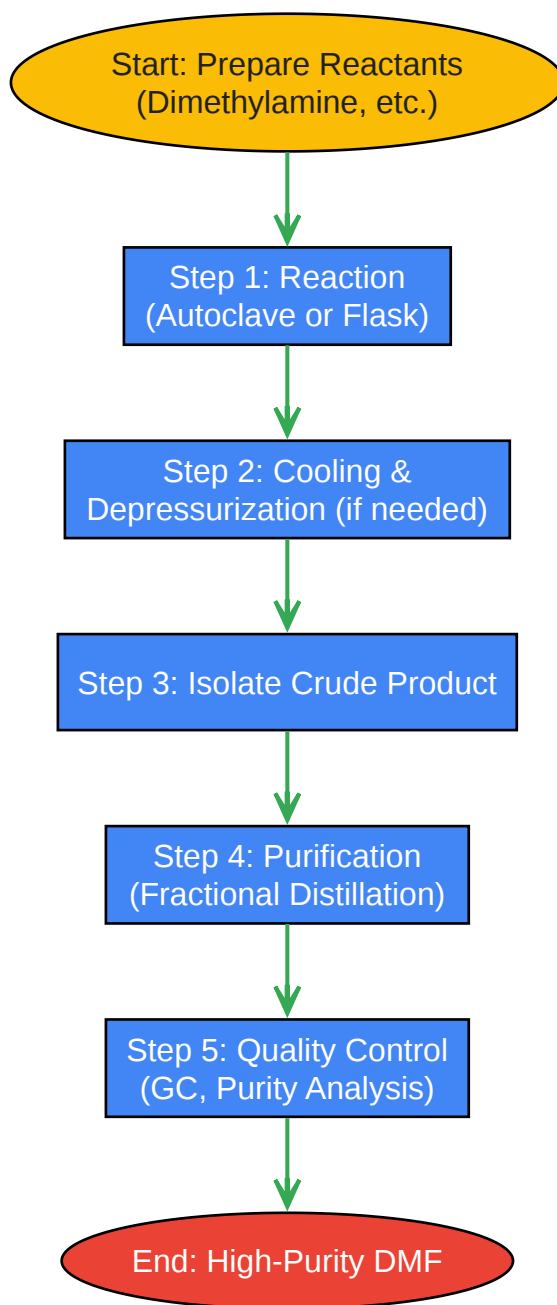 Start: Prepare Reactants
(Dimethylamine, etc.)
Step 1: Reaction
(Autoclave or Flask)
Step 2: Cooling &
Depressurization (if needed)
Step 3: Isolate Crude Product
Step 4: Purification
(Fractional Distillation)
Step 5: Quality Control
(GC, Purity Analysis)
End: High-Purity DMF